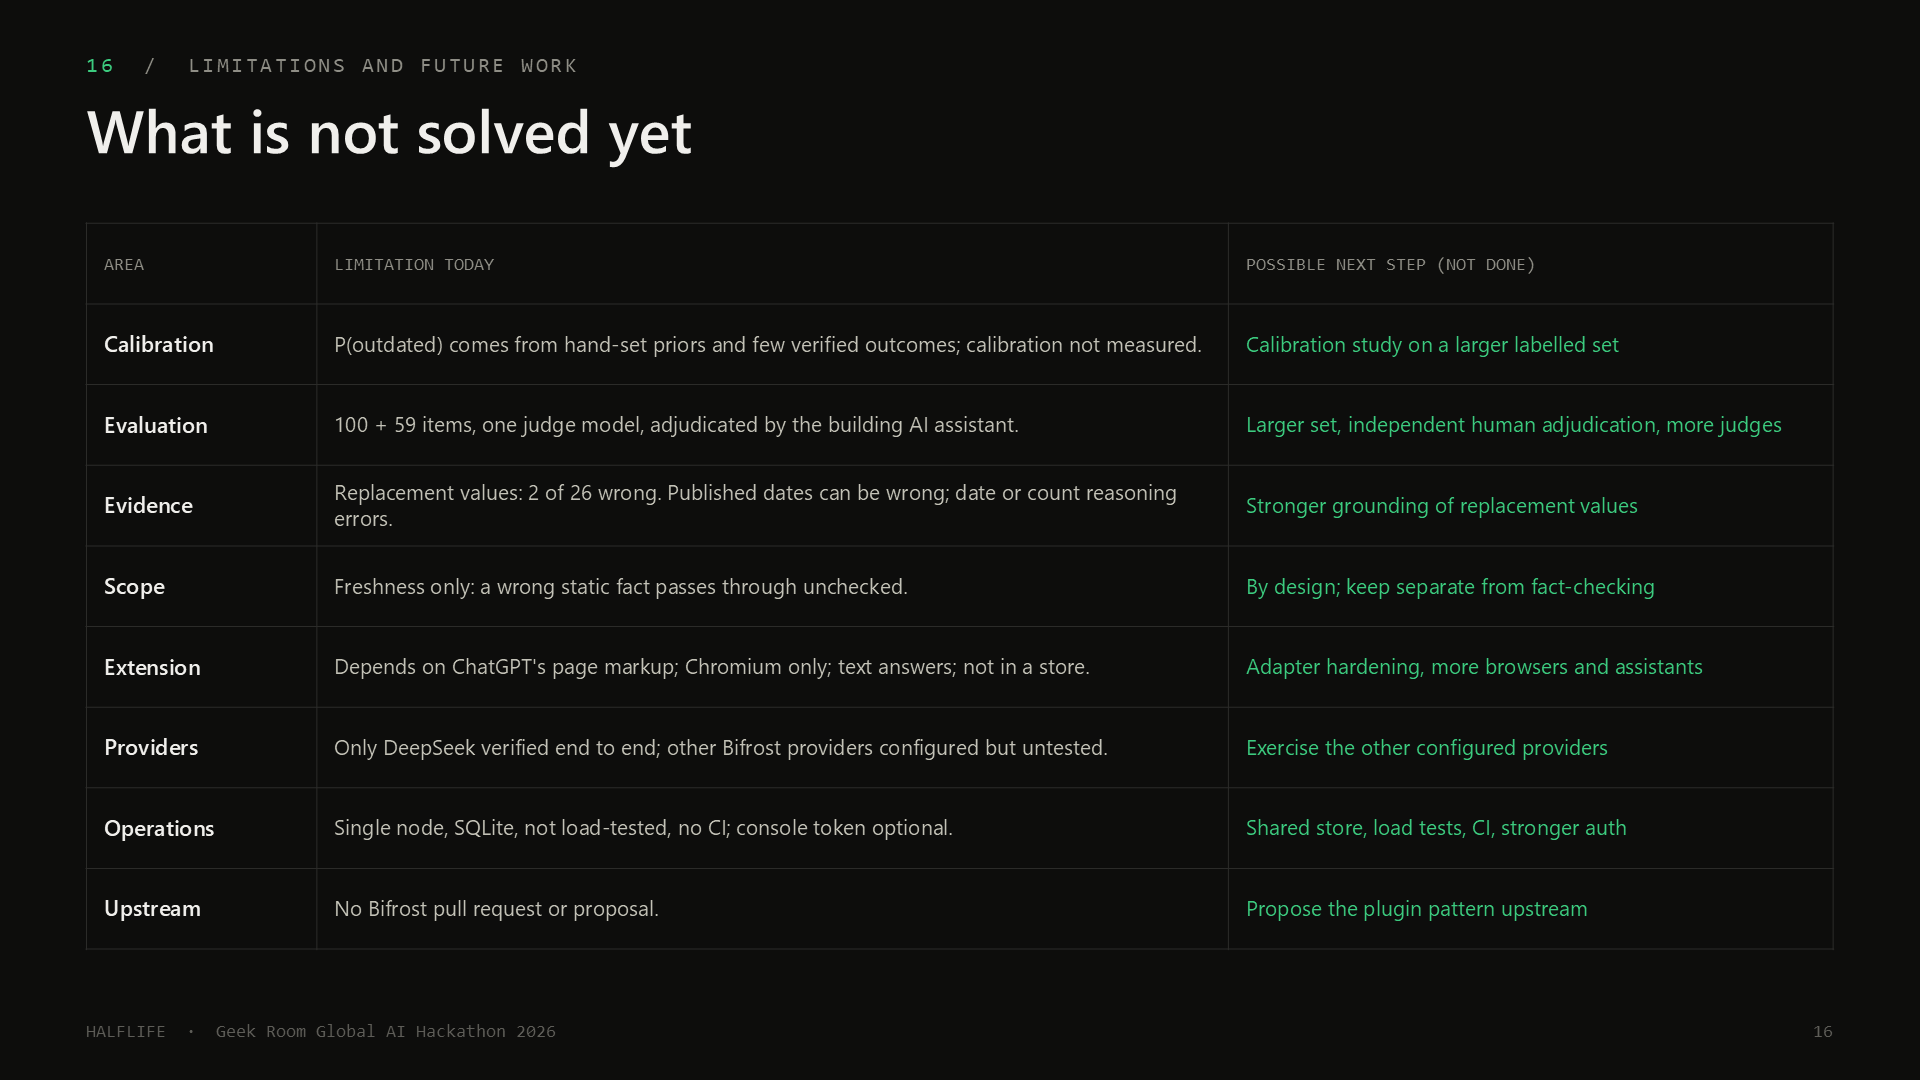 16 / LIMITATIONS AND FUTURE WORK
What is not solved yet
AREA
LIMITATION TODAY
POSSIBLE NEXT STEP (NOT DONE)
Calibration
P(outdated) comes from hand-set priors and few verified outcomes; calibration not measured.
Calibration study on a larger labelled set
Evaluation
100 + 59 items, one judge model, adjudicated by the building AI assistant.
Larger set, independent human adjudication, more judges
Evidence
Replacement values: 2 of 26 wrong. Published dates can be wrong; date or count reasoning
errors.
Stronger grounding of replacement values
Scope
Freshness only: a wrong static fact passes through unchecked.
By design; keep separate from fact-checking
Extension
Depends on ChatGPT's page markup; Chromium only; text answers; not in a store.
Adapter hardening, more browsers and assistants
Providers
Only DeepSeek verified end to end; other Bifrost providers configured but untested.
Exercise the other configured providers
Operations
Single node, SQLite, not load-tested, no CI; console token optional.
Shared store, load tests, CI, stronger auth
Upstream
No Bifrost pull request or proposal.
Propose the plugin pattern upstream
HALFLIFE · Geek Room Global AI Hackathon 2026
16